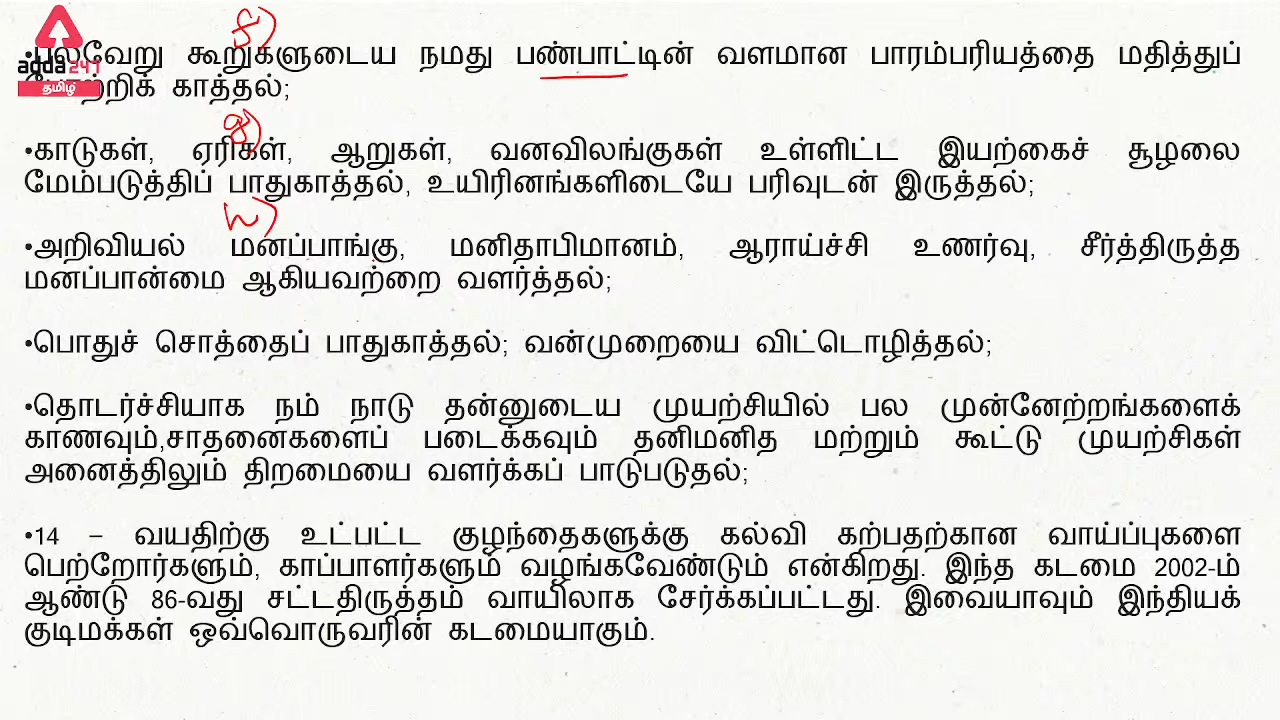 •பல்வேறு கூறுகளுடைய நமது பண்பாட்டின் வளமான பாரம்பரியத்தை மதித்துப்
காத்தல்;
adda247
தமிழ்
•காடுகள், ஏரிகள், ஆறுகள், வனவிலங்குகள் உள்ளிட்ட இயற்கைச் சூழலை
மேம்படுத்திப் பாதுகாத்தல், உயிரினங்களிடையே பரிவுடன் இருத்தல்;
•அறிவியல் மனப்பாங்கு, மனிதாபிமானம், ஆராய்ச்சி உணர்வு, சீர்த்திருத்த
மனப்பான்மை ஆகியவற்றை வளர்த்தல்;
•பொதுச் சொத்தைப் பாதுகாத்தல்; வன்முறையை விட்டொழித்தல்;
•தொடர்ச்சியாக நம் நாடு தன்னுடைய முயற்சியில் பல முன்னேற்றங்களைக்
காணவும்,சாதனைகளைப் படைக்கவும் தனிமனித மற்றும் கூட்டு முயற்சிகள்
அனைத்திலும் திறமையை வளர்க்கப் பாடுபடுதல்;
•14 – வயதிற்கு உட்பட்ட குழந்தைகளுக்கு கல்வி கற்பதற்கான வாய்ப்புகளை
பெற்றோர்களும், காப்பாளர்களும் வழங்கவேண்டும் என்கிறது. இந்த கடமை 2002-ம்
ஆண்டு 86-வது சட்டதிருத்தம் வாயிலாக சேர்க்கப்பட்டது. இவையாவும் இந்தியக்
குடிமக்கள் ஒவ்வொருவரின் கடமையாகும்.